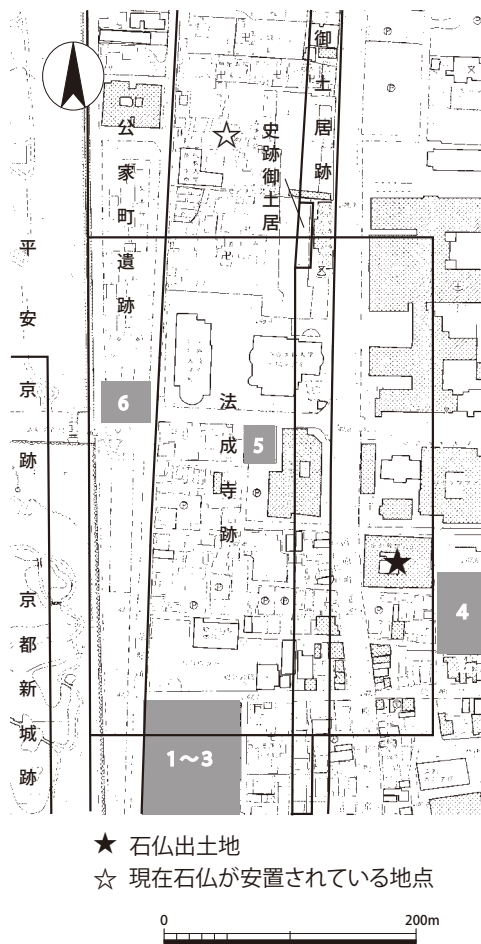 御土居跡
史跡御土居
公家町遺跡
平安京跡
法成寺跡
京都新城跡
6
5
4
1～3
★ 石仏出土地
☆ 現在石仏が安置されている地点
0 200m